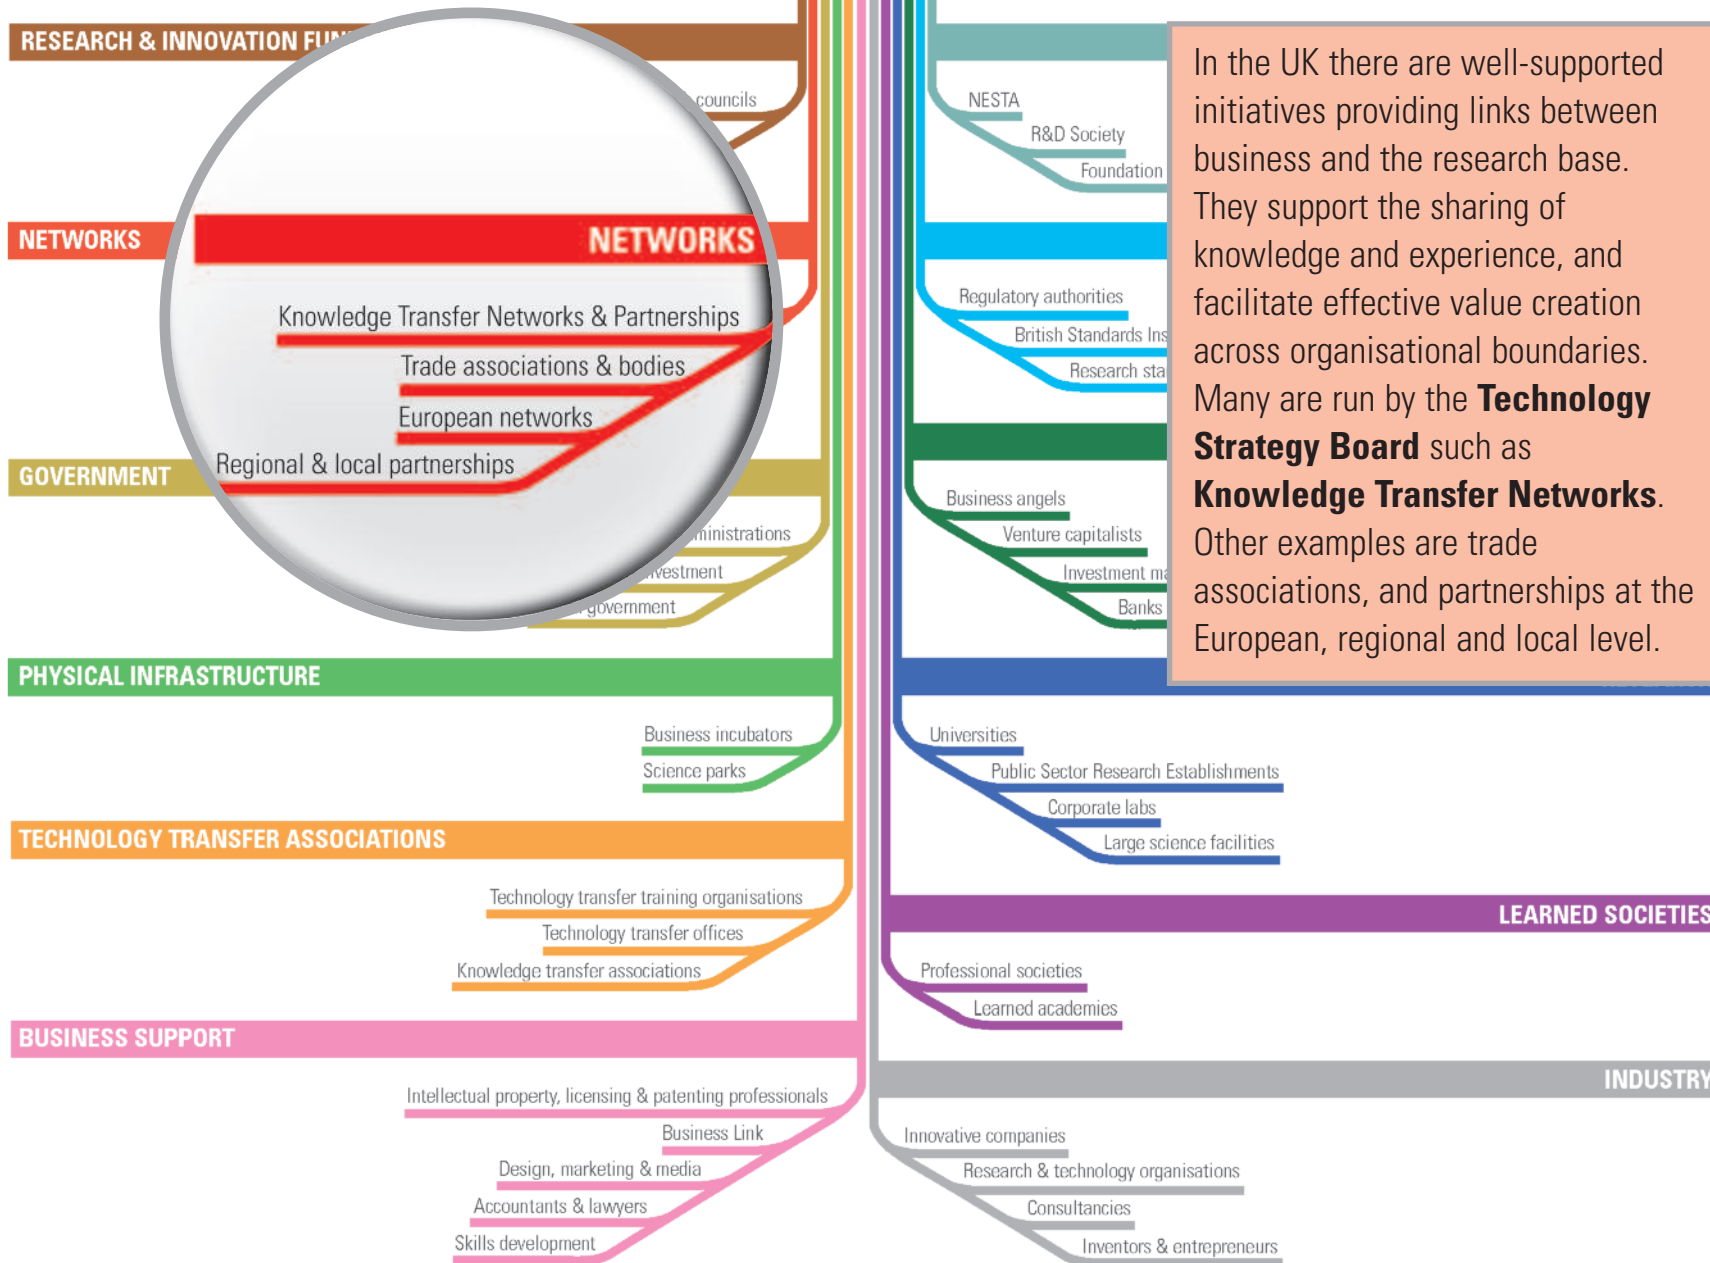 RESEARCH & INNOVATION
councils
NETWORKS
NETWORKS
Knowledge Transfer Networks & Partnerships
Trade associations & bodies
European networks
Regional & local partnerships
GOVERNMENT
government
PHYSICAL INFRASTRUCTURE
Business incubators
Science parks
TECHNOLOGY TRANSFER ASSOCIATIONS
Technology transfer training organisations
Technology transfer offices
Knowledge transfer associations
BUSINESS SUPPORT
Intellectual property, licensing & patenting professionals
Business Link
Design, marketing & media
Accountants & lawyers
Skills development
NESTA
R&D Society
Foundation
Regulatory authorities
British Standards
Research
Business angels
Venture capitalists
Investment
Banks
In the UK there are well-supported
initiatives providing links between
business and the research base.
They support the sharing of
knowledge and experience, and
facilitate effective value creation
across organisational boundaries.
Many are run by the Technology
Strategy Board such as
Knowledge Transfer Networks.
Other examples are trade
associations, and partnerships at the
European, regional and local level.
Universities
Public Sector Research Establishments
Corporate labs
Large science facilities
LEARNED SOCIETIES
Professional societies
Learned academies
INDUSTRY
Innovative companies
Research & technology organisations
Consultancies
Inventors & entrepreneurs